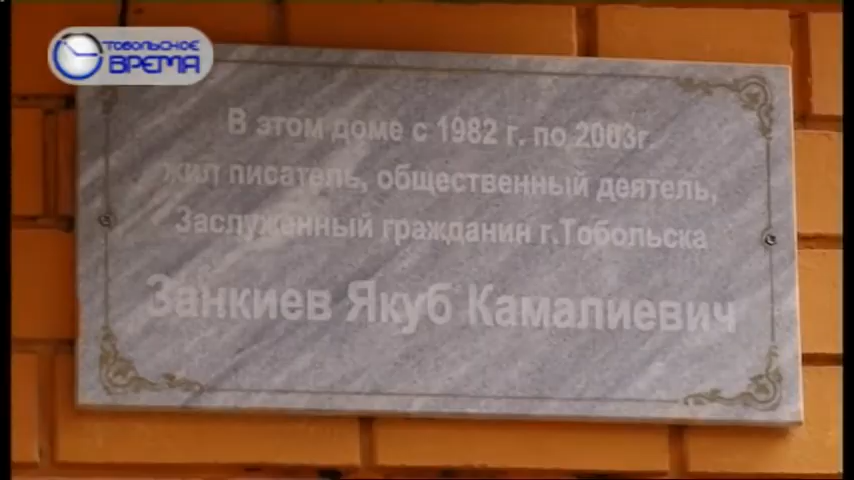 ТОБОЛЬСКОЕ
ВРЕМЯ
В этом доме с 1982 г. по 2003г.
жил писатель, общественный деятель,
Заслуженный гражданин г.Тобольска
Занкиев Якуб Камалиевич